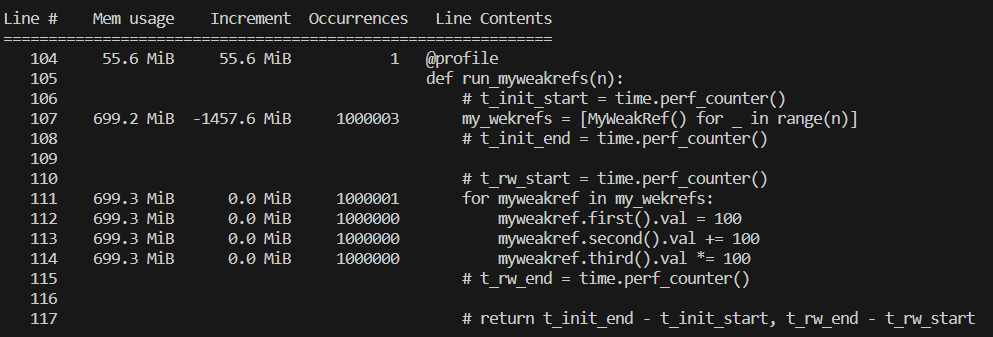 Line #    Mem usage    Increment  Occurrences   Line Contents
=============================================================
   104     55.6 MiB     55.6 MiB           1   @profile
   105                                         def run_myweakrefs(n):
   106                                             # t_init_start = time.perf_counter()
   107    699.2 MiB  -1457.6 MiB     1000003       my_wekrefs = [MyWeakRef() for _ in range(n)]
   108                                             # t_init_end = time.perf_counter()
   109
   110                                             # t_rw_start = time.perf_counter()
   111    699.3 MiB      0.0 MiB     1000001       for myweakref in my_wekrefs:
   112    699.3 MiB      0.0 MiB     1000000           myweakref.first().val = 100
   113    699.3 MiB      0.0 MiB     1000000           myweakref.second().val += 100
   114    699.3 MiB      0.0 MiB     1000000           myweakref.third().val *= 100
   115                                             # t_rw_end = time.perf_counter()
   116
   117                                             # return t_init_end - t_init_start, t_rw_end - t_rw_start